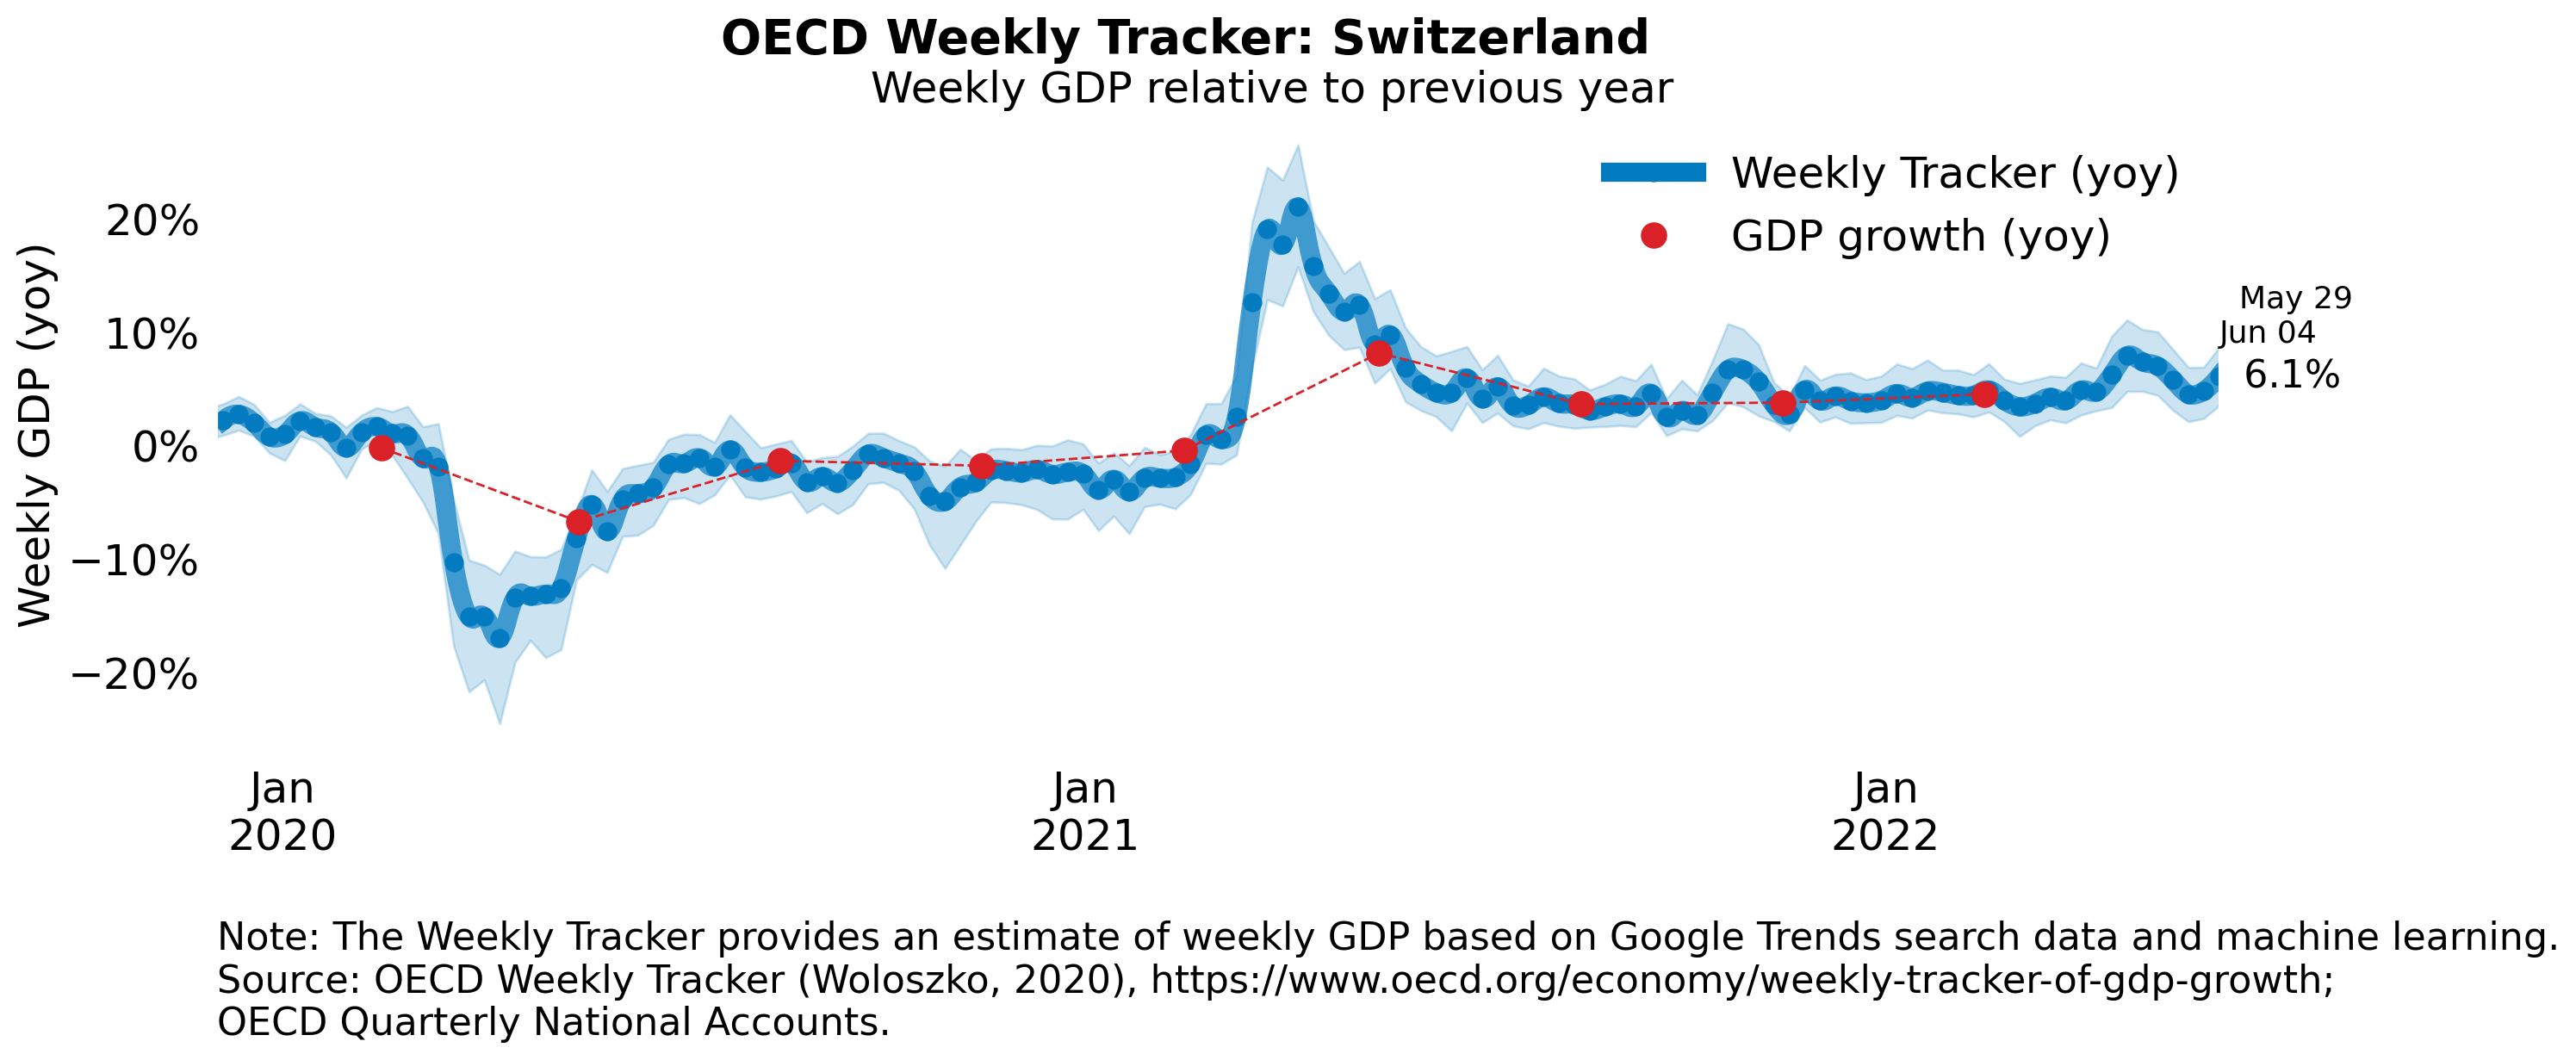 OECD Weekly Tracker: Switzerland
Weekly GDP relative to previous year
Weekly Tracker (yoy)
GDP growth (yoy)
Weekly GDP (yoy)
20%
10%
0%
−10%
−20%
May 29
Jun 04
6.1%
Jan
2020
Jan
2021
Jan
2022
Note: The Weekly Tracker provides an estimate of weekly GDP based on Google Trends search data and machine learning.
Source: OECD Weekly Tracker (Woloszko, 2020), https://www.oecd.org/economy/weekly-tracker-of-gdp-growth;
OECD Quarterly National Accounts.